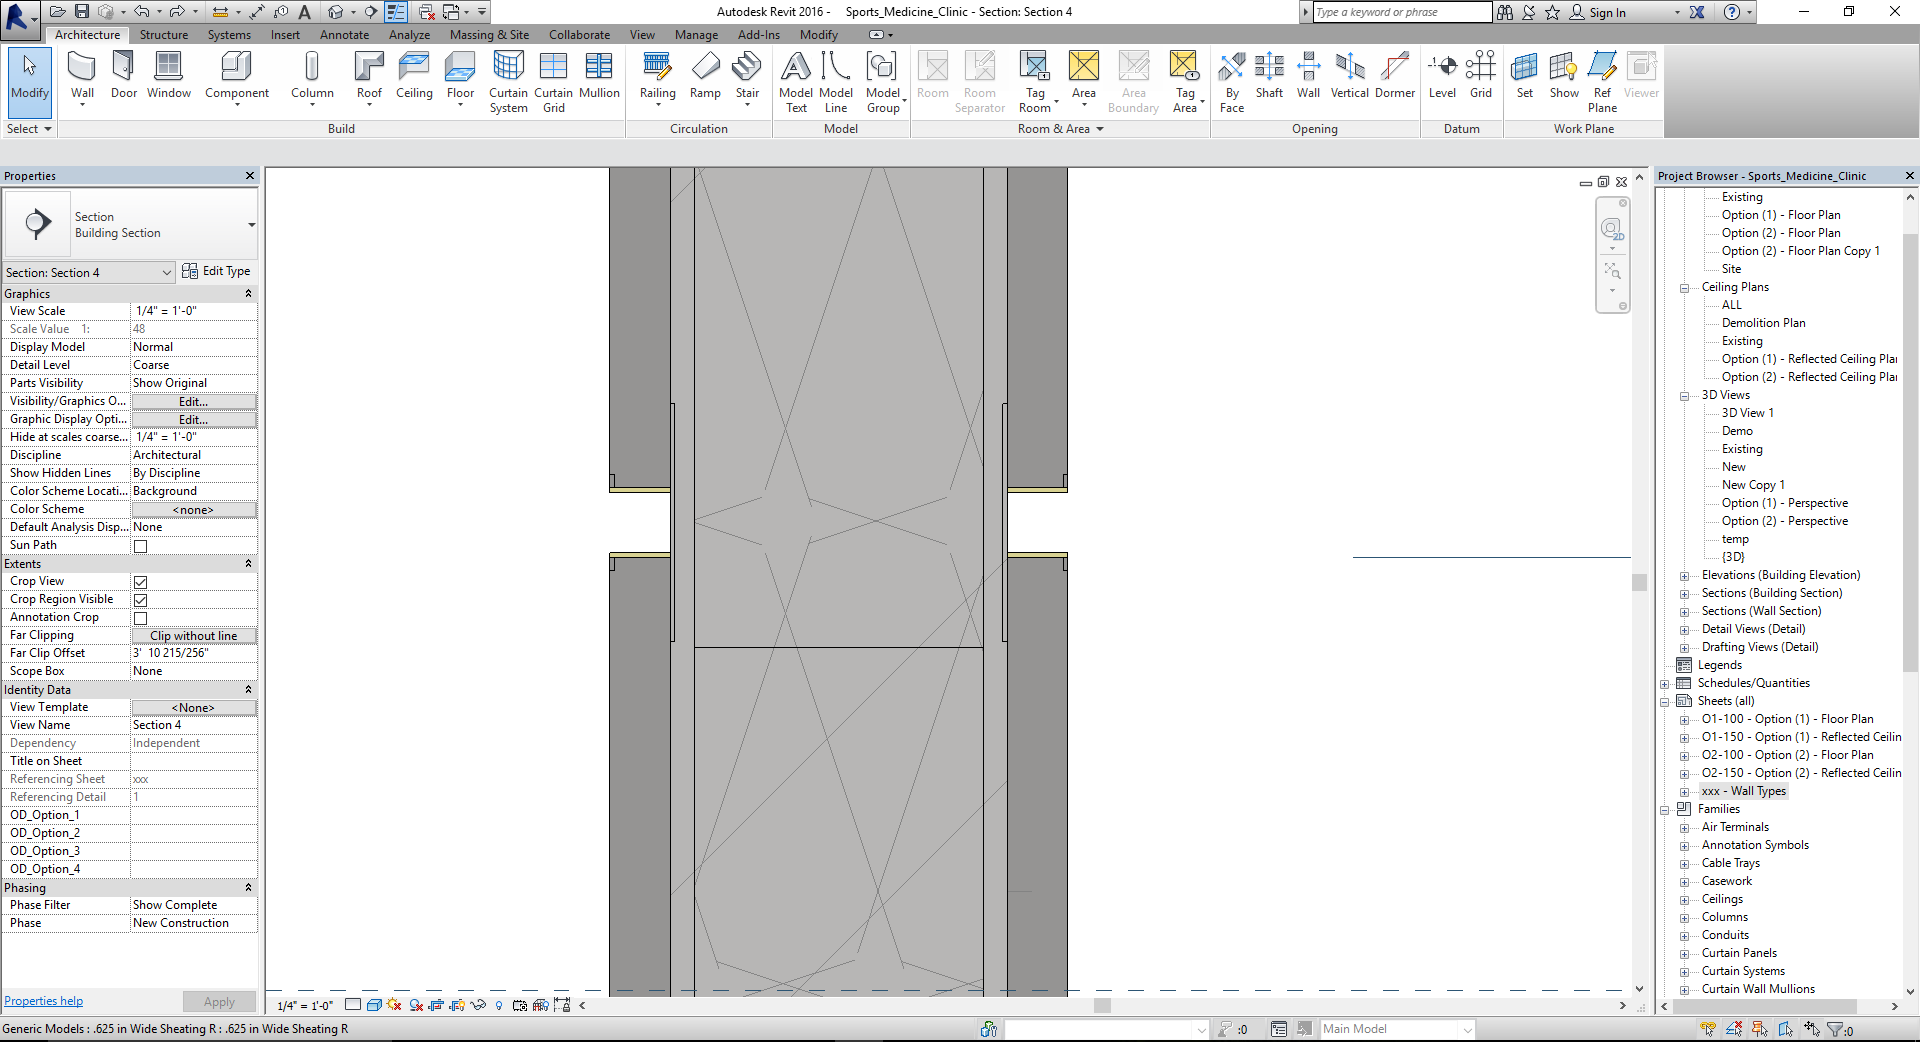 Autodesk Revit 2016 -    Sports_Medicine_Clinic - Section: Section 4
Type a keyword or phrase
Sign In
Architecture Structure Systems Insert Annotate Analyze Massing & Site Collaborate View Manage Add-Ins Modify
Modify
Wall
Door
Window
Component
Column
Roof
Ceiling
Floor
Curtain System
Curtain Grid
Mullion
Railing
Ramp
Stair
Model Text
Model Line
Model Group
Room
Room Separator
Tag Room
Area
Area Boundary
Tag Area
By Face
Shaft
Wall
Vertical
Dormer
Level
Grid
Set
Show
Ref Plane
Viewer
Select
Build
Circulation
Model
Room & Area
Opening
Datum
Work Plane
Properties
Section
Building Section
Section: Section 4
Edit Type
Graphics
View Scale 1/4" = 1'-0"
Scale Value 1: 48
Display Model Normal
Detail Level Coarse
Parts Visibility Show Original
Visibility/Graphics O... Edit...
Graphic Display Opti... Edit...
Hide at scales coarse... 1/4" = 1'-0"
Discipline Architectural
Show Hidden Lines By Discipline
Color Scheme Locati... Background
Color Scheme <none>
Default Analysis Disp... None
Sun Path
Extents
Crop View
Crop Region Visible
Annotation Crop
Far Clipping Clip without line
Far Clip Offset 3' 10 215/256"
Scope Box None
Identity Data
View Template <None>
View Name Section 4
Dependency Independent
Title on Sheet
Referencing Sheet xxx
Referencing Detail 1
OD_Option_1
OD_Option_2
OD_Option_3
OD_Option_4
Phasing
Phase Filter Show Complete
Phase New Construction
Properties help
Apply
2D
1/4" = 1'-0"
Project Browser - Sports_Medicine_Clinic
Existing
Option (1) - Floor Plan
Option (2) - Floor Plan
Option (2) - Floor Plan Copy 1
Site
Ceiling Plans
ALL
Demolition Plan
Existing
Option (1) - Reflected Ceiling Plan
Option (2) - Reflected Ceiling Plan
3D Views
3D View 1
Demo
Existing
New
New Copy 1
Option (1) - Perspective
Option (2) - Perspective
temp
{3D}
Elevations (Building Elevation)
Sections (Building Section)
Sections (Wall Section)
Detail Views (Detail)
Drafting Views (Detail)
Legends
Schedules/Quantities
Sheets (all)
O1-100 - Option (1) - Floor Plan
O1-150 - Option (1) - Reflected Ceilin
O2-100 - Option (2) - Floor Plan
O2-150 - Option (2) - Reflected Ceilin
xxx - Wall Types
Families
Air Terminals
Annotation Symbols
Cable Trays
Casework
Ceilings
Columns
Conduits
Curtain Panels
Curtain Systems
Curtain Wall Mullions
Generic Models : .625 in Wide Sheating R : .625 in Wide Sheating R
:0
Main Model
:0